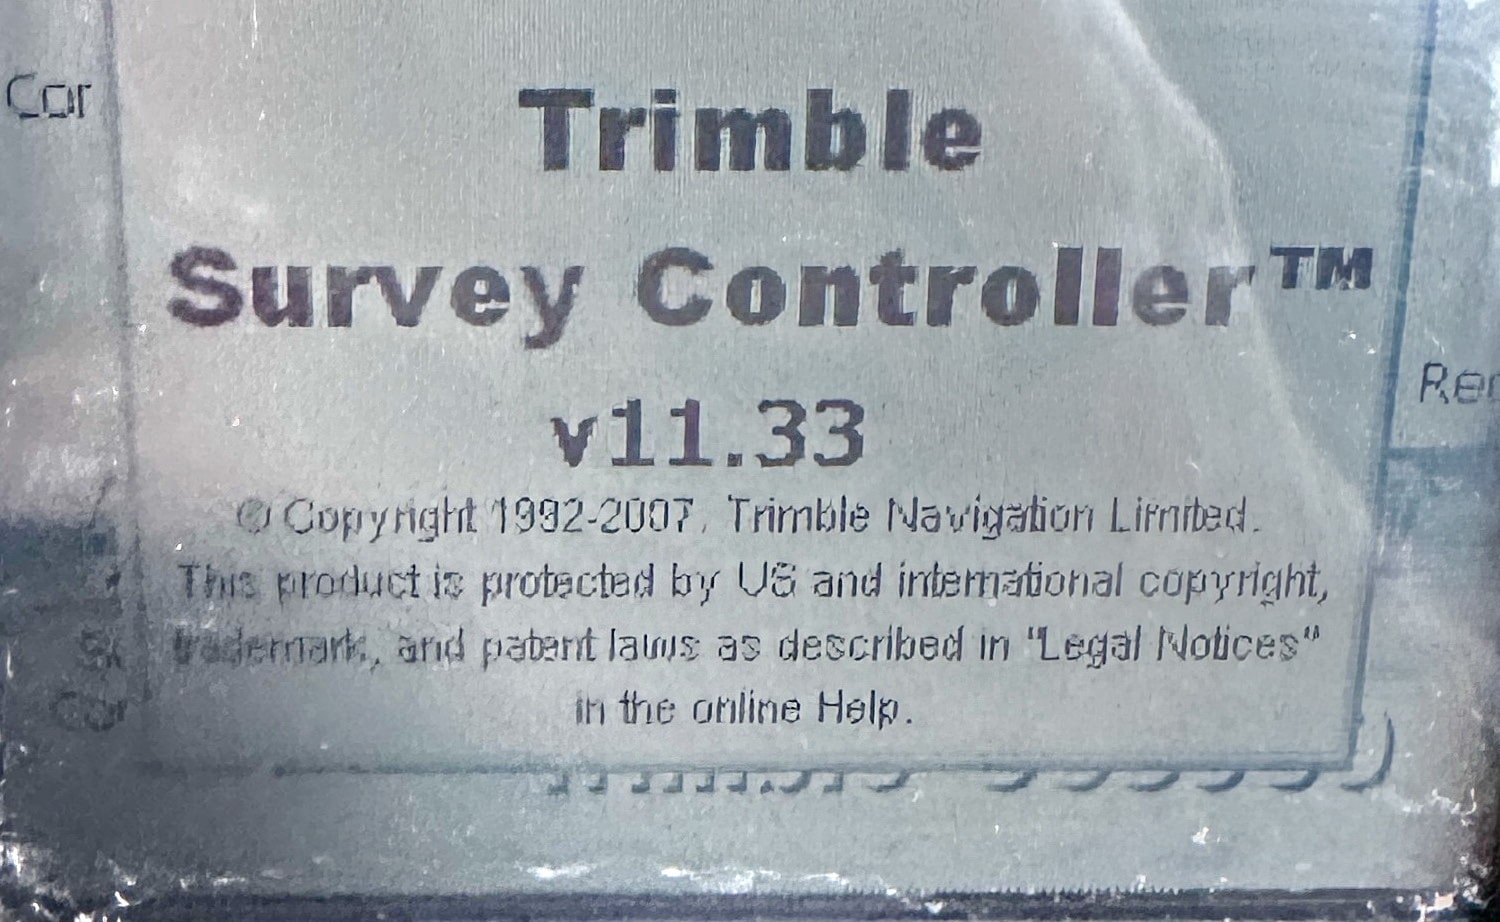 Cor
Trimble
Survey Controller™
v11.33
© Copyright 1992-2007, Trimble Navigation Limited.
This product is protected by US and international copyright,
trademark, and patent laws as described in "Legal Notices"
in the online Help.